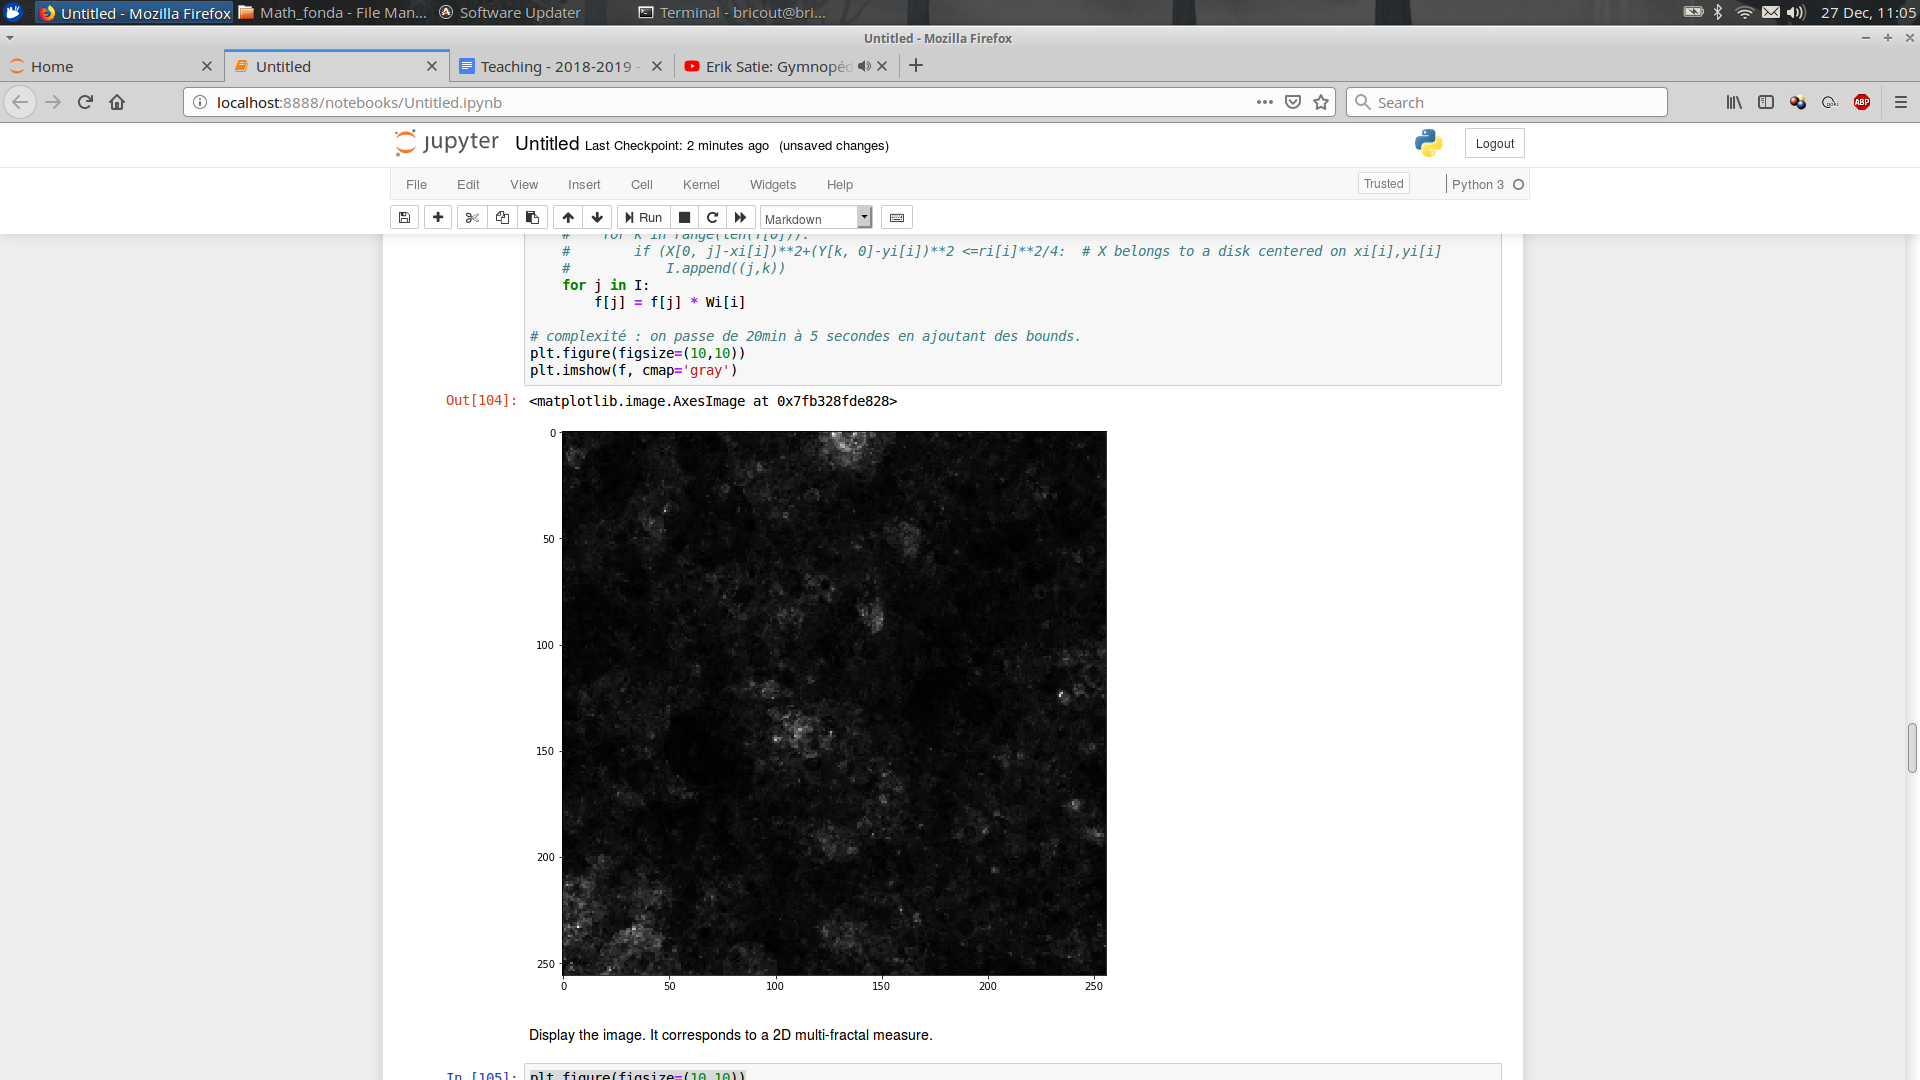 Untitled - Mozilla Firefox
Math_fonda - File Man...
Software Updater
Terminal - bricout@bri...
27 Dec, 11:05
Untitled - Mozilla Firefox
Home
Untitled
Teaching - 2018-2019 -
Erik Satie: Gymnopéd
localhost:8888/notebooks/Untitled.ipynb
Search
ABP
jupyter
Untitled Last Checkpoint: 2 minutes ago (unsaved changes)
Logout
File Edit View Insert Cell Kernel Widgets Help
Trusted
Python 3
Run
Markdown
#    for k in range(len(Y[0])):
#        if (X[0, j]-xi[i])**2+(Y[k, 0]-yi[i])**2 <=ri[i]**2/4:  # X belongs to a disk centered on xi[i],yi[i]
#            I.append((j,k))
for j in I:
    f[j] = f[j] * Wi[i]
# complexité : on passe de 20min à 5 secondes en ajoutant des bounds.
plt.figure(figsize=(10,10))
plt.imshow(f, cmap='gray')
Out[104]: <matplotlib.image.AxesImage at 0x7fb328fde828>
0
50
100
150
200
250
0 50 100 150 200 250
Display the image. It corresponds to a 2D multi-fractal measure.
In [105]: plt.figure(figsize=(10,10))